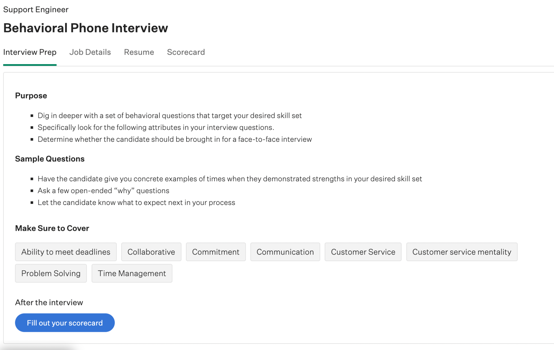 Support Engineer
Behavioral Phone Interview
Interview Prep Job Details Resume Scorecard
Purpose
Dig in deeper with a set of behavioral questions that target your desired skill set
Specifically look for the following attributes in your interview questions.
Determine whether the candidate should be brought in for a face-to-face interview
Sample Questions
Have the candidate give you concrete examples of times when they demonstrated strengths in your desired skill set
Ask a few open-ended "why" questions
Let the candidate know what to expect next in your process
Make Sure to Cover
Ability to meet deadlines Collaborative Commitment Communication Customer Service Customer service mentality
Problem Solving Time Management
After the interview
Fill out your scorecard